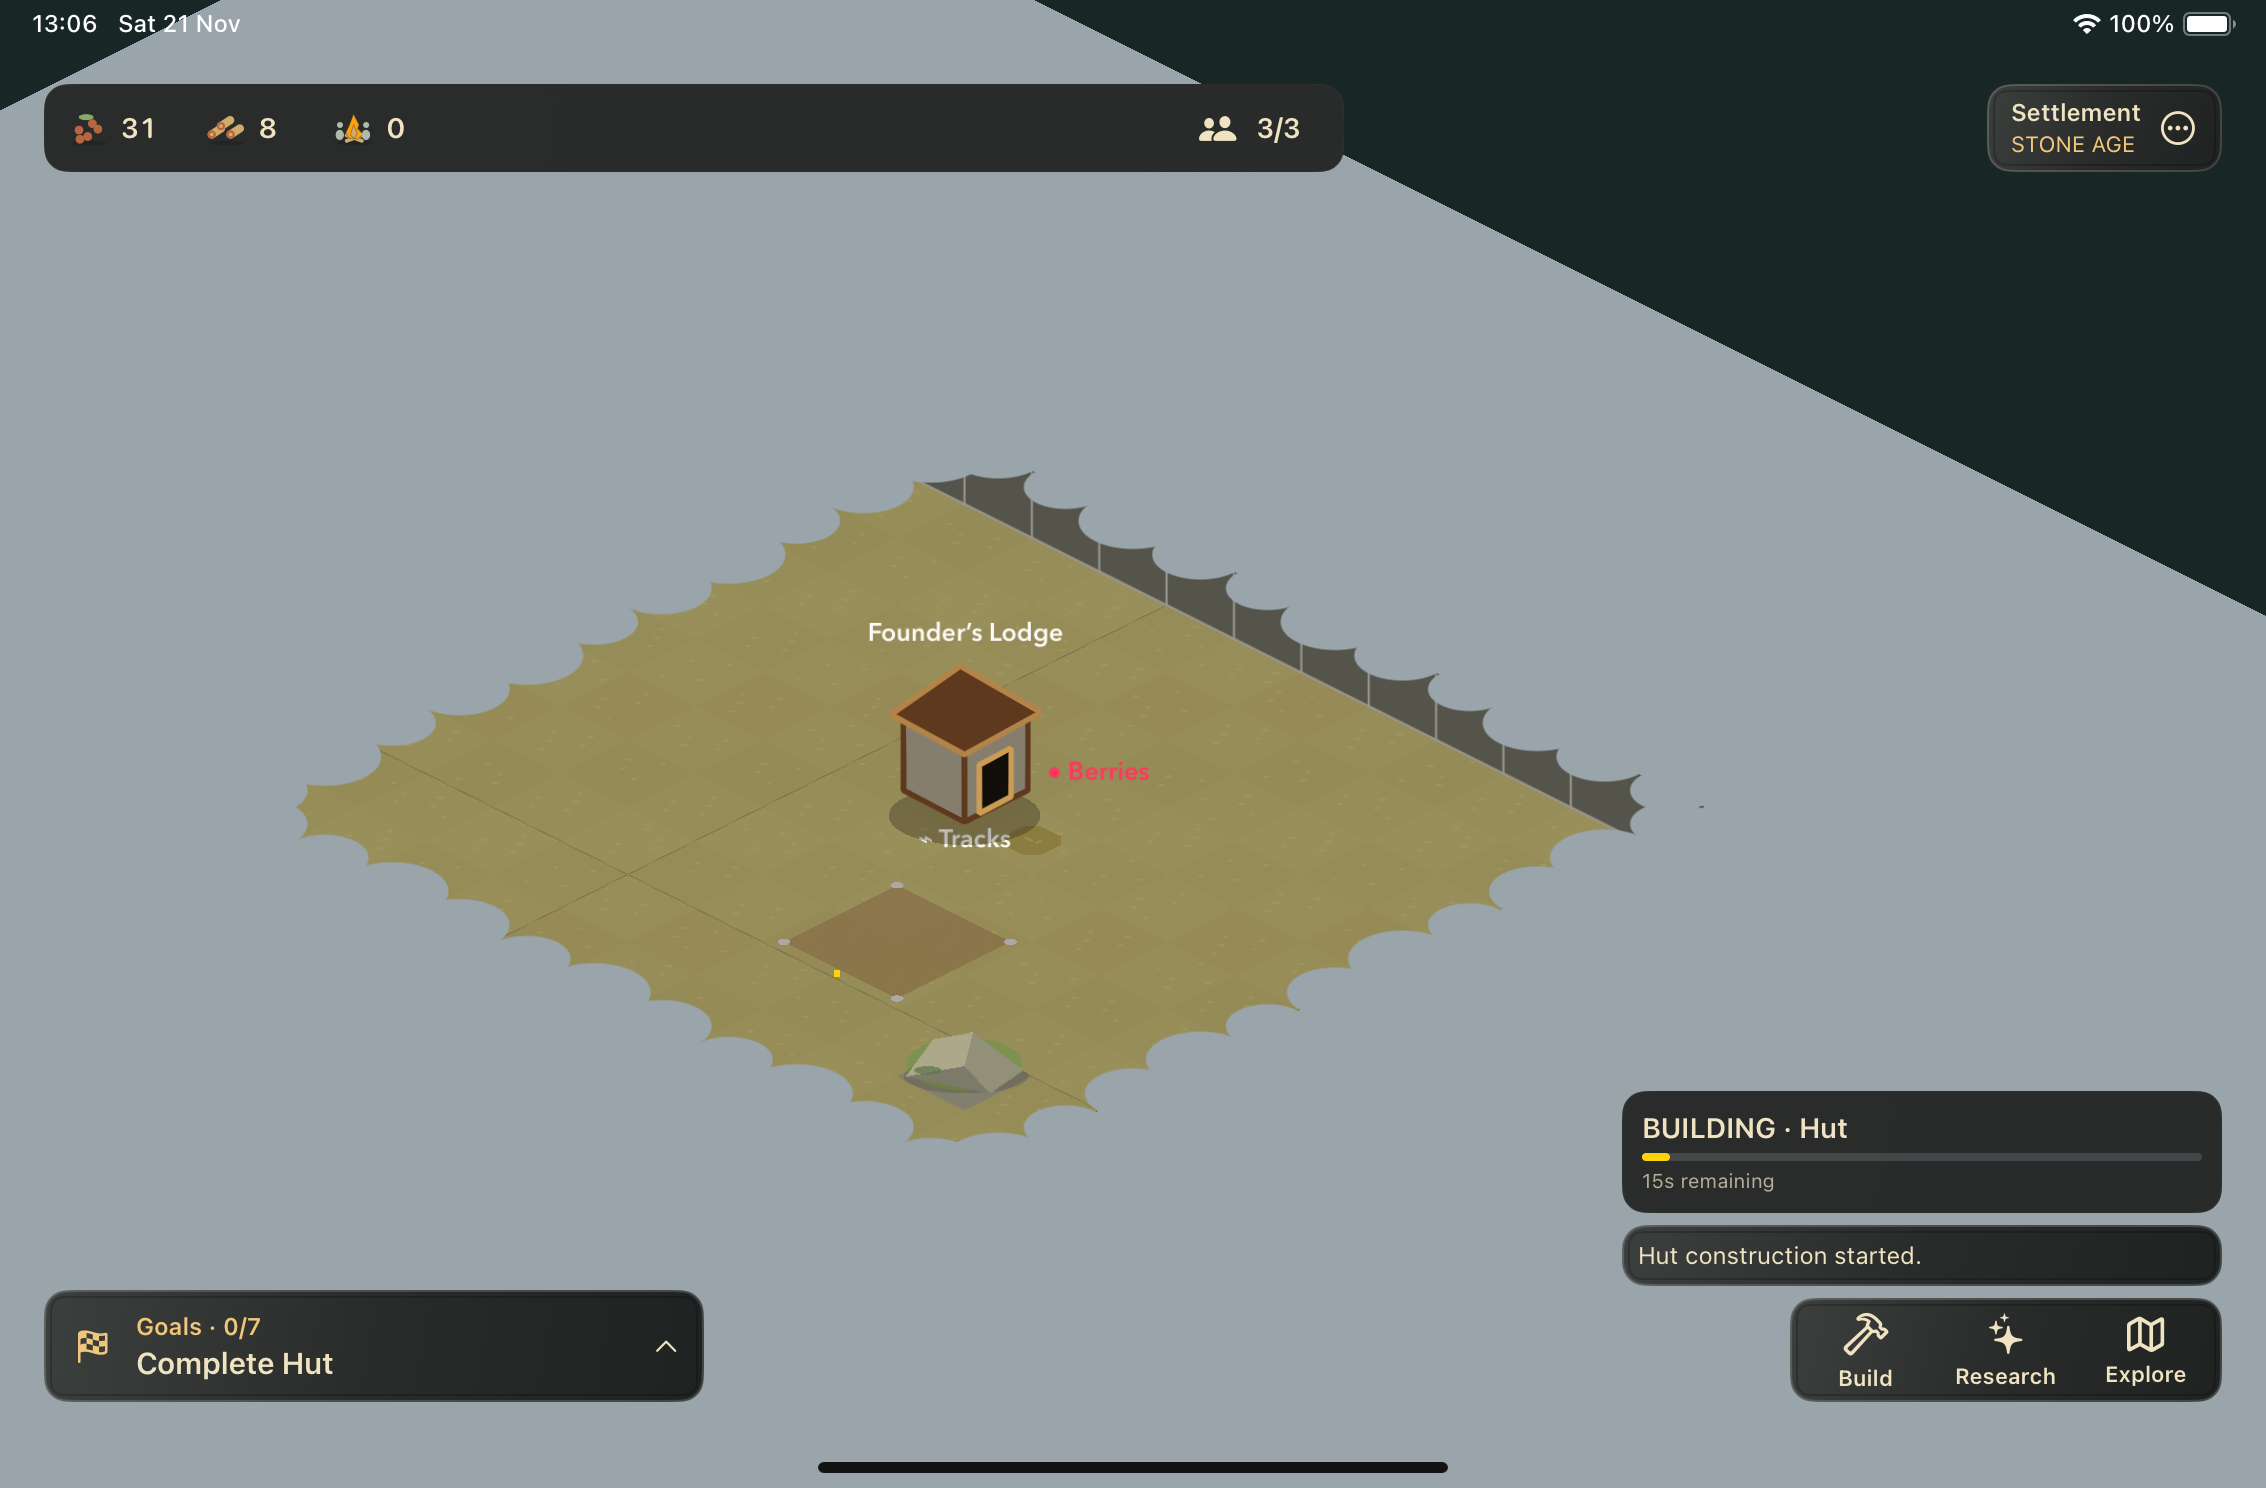 13:06 Sat 21 Nov
100%
31 8 0 3/3
Settlement
STONE AGE
Founder’s Lodge
Berries
Tracks
BUILDING · Hut
15s remaining
Hut construction started.
Goals · 0/7
Complete Hut
Build Research Explore